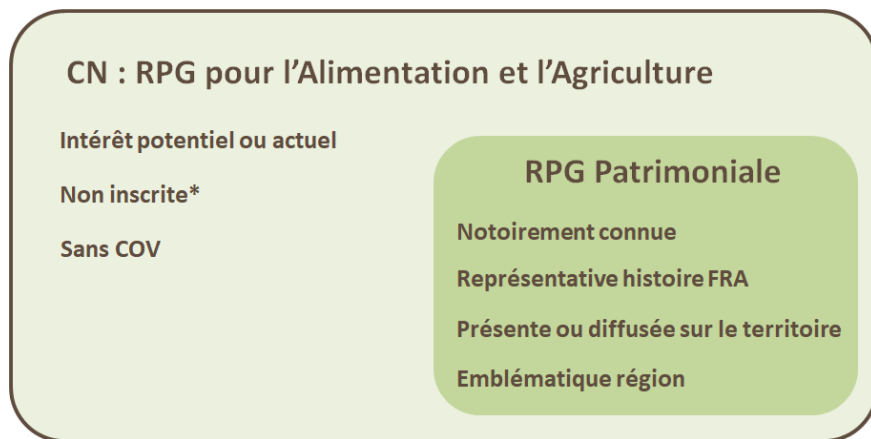 CN : RPG pour l’Alimentation et l’Agriculture
Intérêt potentiel ou actuel
Non inscrite*
Sans COV
RPG Patrimoniale
Notoirement connue
Représentative histoire FRA
Présente ou diffusée sur le territoire
Emblématique région